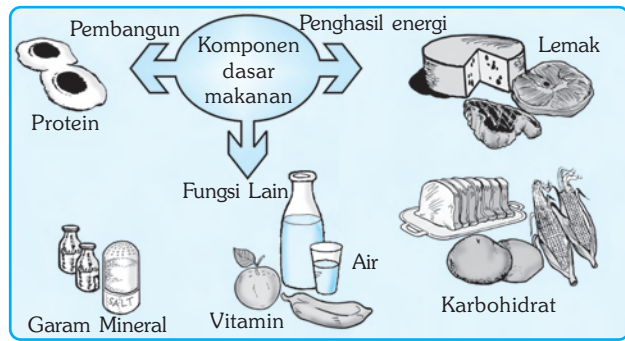 Pembangun
Penghasil energi
Komponen
dasar
makanan
Lemak
Protein
Fungsi Lain
Air
SALT
Garam Mineral
Vitamin
Karbohidrat